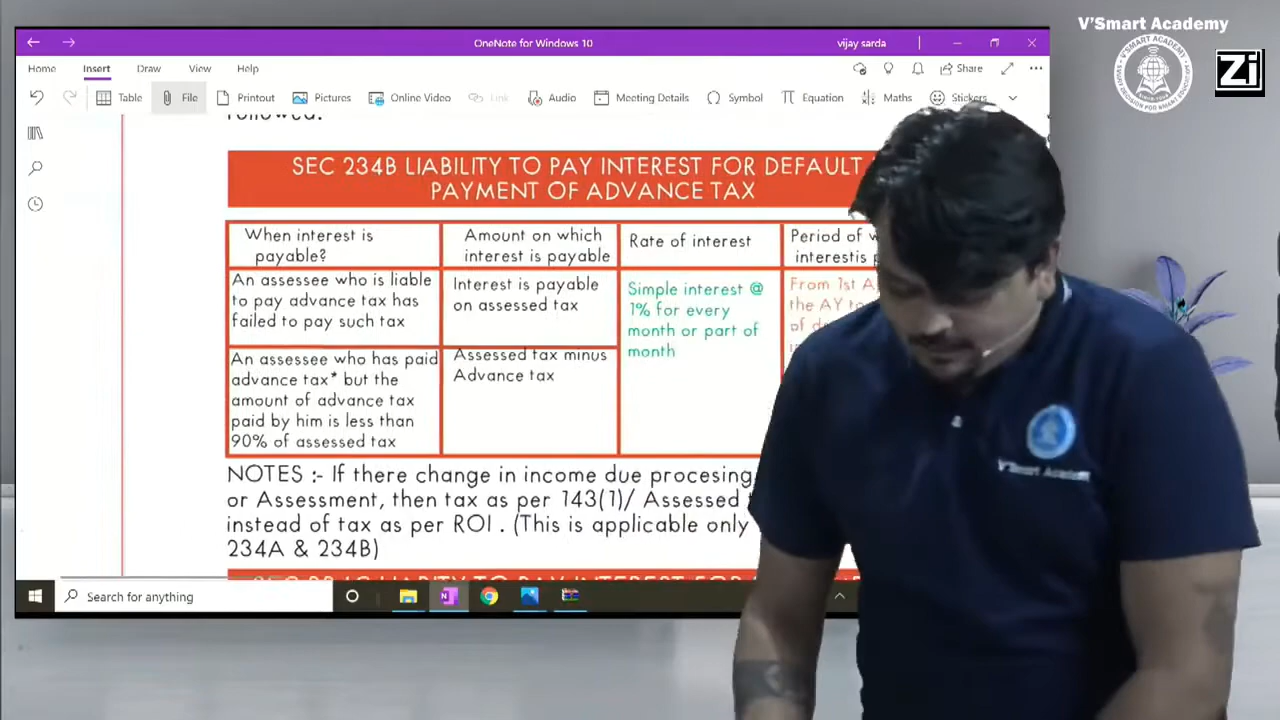 V'Smart Academy
OneNote for Windows 10
vijay sarda
Home
Insert
Draw
View
Help
Share
Table
File
Printout
Pictures
Online Video
Link
Audio
Meeting Details
Symbol
Equation
Maths
Stickers
followed.
SEC 234B LIABILITY TO PAY INTEREST FOR DEFAULT
PAYMENT OF ADVANCE TAX
When interest is
payable?
Amount on which
interest is payable
Rate of interest
Period of
interestis
An assessee who is liable
to pay advance tax has
failed to pay such tax
Interest is payable
on assessed tax
Simple interest @
1% for every
month or part of
month
From 1st
the AY to
of
An assessee who has paid
advance tax* but the
amount of advance tax
paid by him is less than
90% of assessed tax
Assessed tax minus
Advance tax
NOTES :- If there change in income due procesing
or Assessment, then tax as per 143(1)/ Assessed
instead of tax as per ROI . (This is applicable only
234A & 234B)
Search for anything
Zi
V'Smart Academy